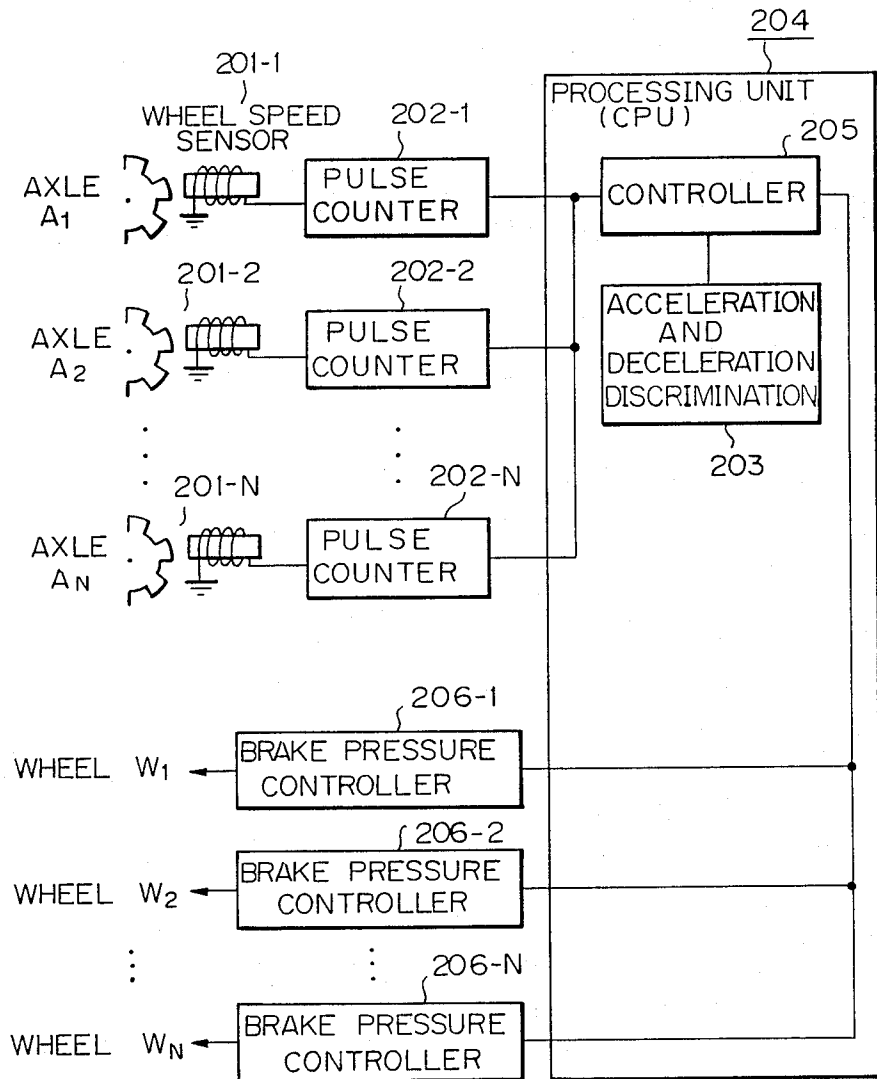 204
201-1
WHEEL SPEED
SENSOR
202-1
PROCESSING UNIT
(CPU)
205
AXLE
A1
PULSE
COUNTER
CONTROLLER
201-2
202-2
AXLE
A2
PULSE
COUNTER
ACCELERATION
AND
DECELERATION
DISCRIMINATION
203
201-N
202-N
AXLE
AN
PULSE
COUNTER
206-1
WHEEL W1
BRAKE PRESSURE
CONTROLLER
206-2
WHEEL W2
BRAKE PRESSURE
CONTROLLER
206-N
WHEEL WN
BRAKE PRESSURE
CONTROLLER